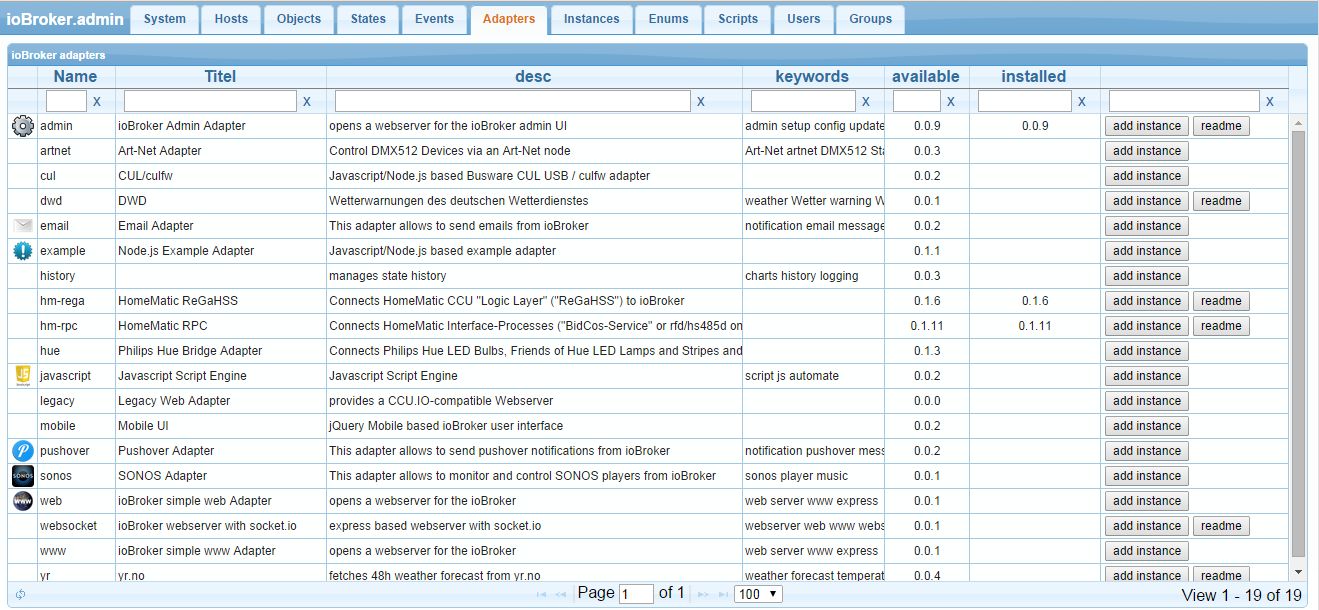 ioBroker.admin System Hosts Objects States Events Adapters Instances Enums Scripts Users Groups
ioBroker adapters
Name Titel desc keywords available installed
X X X X X X X
admin ioBroker Admin Adapter opens a webserver for the ioBroker admin UI admin setup config update 0.0.9 0.0.9 add instance readme
artnet Art-Net Adapter Control DMX512 Devices via an Art-Net node Art-Net artnet DMX512 Sta 0.0.3 add instance
cul CUL/culfw Javascript/Node.js based Busware CUL USB / culfw adapter 0.0.2 add instance
dwd DWD Wetterwarnungen des deutschen Wetterdienstes weather Wetter warning W 0.0.1 add instance readme
email Email Adapter This adapter allows to send emails from ioBroker notification email message 0.0.2 add instance
example Node.js Example Adapter Javascript/Node.js based example adapter 0.1.1 add instance
history manages state history charts history logging 0.0.3 add instance
hm-rega HomeMatic ReGaHSS Connects HomeMatic CCU "Logic Layer" ("ReGaHSS") to ioBroker 0.1.6 0.1.6 add instance readme
hm-rpc HomeMatic RPC Connects HomeMatic Interface-Processes ("BidCos-Service" or rfd/hs485d on 0.1.11 0.1.11 add instance readme
hue Philips Hue Bridge Adapter Connects Philips Hue LED Bulbs, Friends of Hue LED Lamps and Stripes and 0.1.3 add instance
JS javascript Javascript Script Engine Javascript Script Engine script js automate 0.0.2 add instance
legacy Legacy Web Adapter provides a CCU.IO-compatible Webserver 0.0.0 add instance
mobile Mobile UI jQuery Mobile based ioBroker user interface 0.0.2 add instance
pushover Pushover Adapter This adapter allows to send pushover notifications from ioBroker notification pushover mess 0.0.2 add instance
SONOS sonos SONOS Adapter This adapter allows to monitor and control SONOS players from ioBroker sonos player music 0.0.1 add instance
WWW web ioBroker simple web Adapter opens a webserver for the ioBroker web server www express 0.0.1 add instance
websocket ioBroker webserver with socket.io express based webserver with socket.io webserver web www webs 0.0.1 add instance readme
www ioBroker simple www Adapter opens a webserver for the ioBroker web server www express 0.0.1 add instance
yr yr.no fetches 48h weather forecast from yr.no weather forecast temperat 0.0.4 add instance readme
Page 1 of 1 100 View 1 - 19 of 19